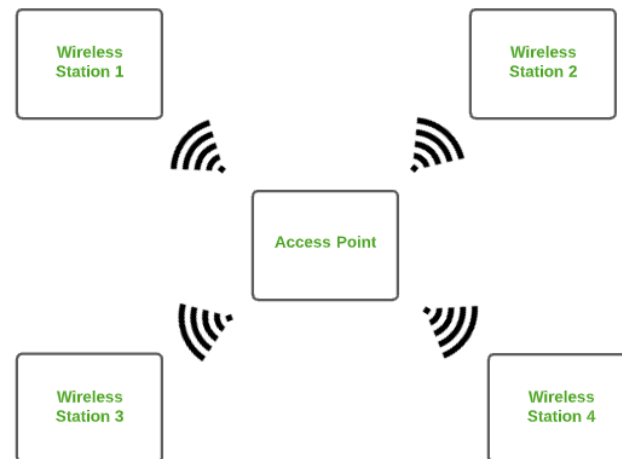 Wireless
Station 1
Wireless
Station 2
Access Point
Wireless
Station 3
Wireless
Station 4